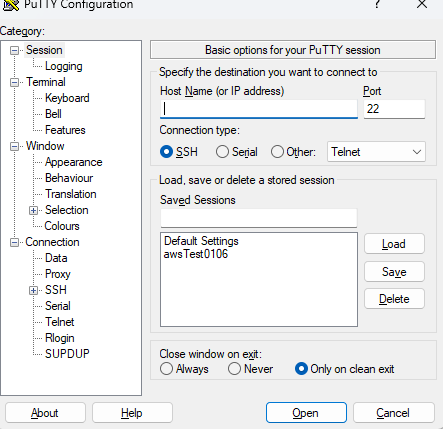 PuTTY Configuration
?
X
Category:
Session
Logging
Terminal
Keyboard
Bell
Features
Window
Appearance
Behaviour
Translation
Selection
Colours
Connection
Data
Proxy
SSH
Serial
Telnet
Rlogin
SUPDUP
Basic options for your PuTTY session
Specify the destination you want to connect to
Host Name (or IP address) Port
22
Connection type:
SSH Serial Other: Telnet
Load, save or delete a stored session
Saved Sessions
Default Settings
awsTest0106
Load
Save
Delete
Close window on exit:
Always Never Only on clean exit
About Help Open Cancel